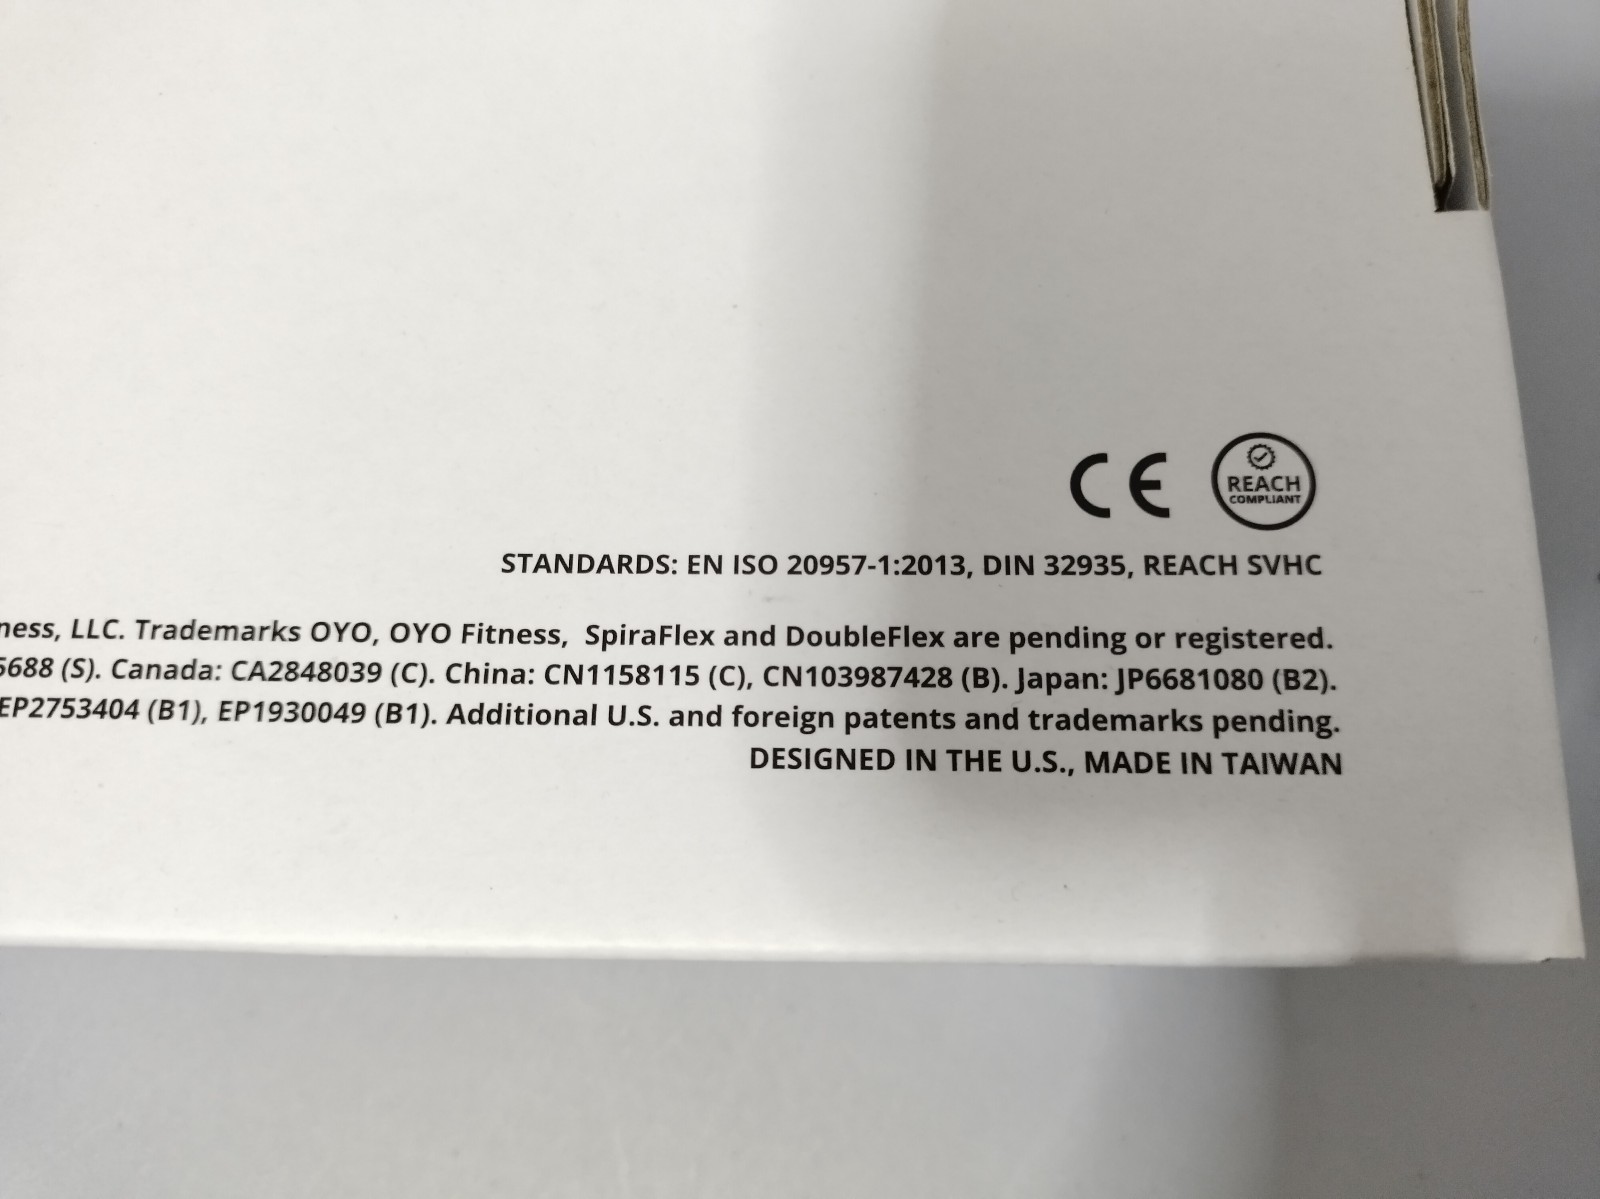 CE
REACH
COMPLIANT
STANDARDS: EN ISO 20957-1:2013, DIN 32935, REACH SVHC
LLC. Trademarks OYO, OYO Fitness, SpiraFlex and DoubleFlex are pending or registered.
(S). Canada: CA2848039 (C). China: CN1158115 (C), CN103987428 (B). Japan: JP6681080 (B2).
EP2753404 (B1), EP1930049 (B1). Additional U.S. and foreign patents and trademarks pending.
DESIGNED IN THE U.S., MADE IN TAIWAN